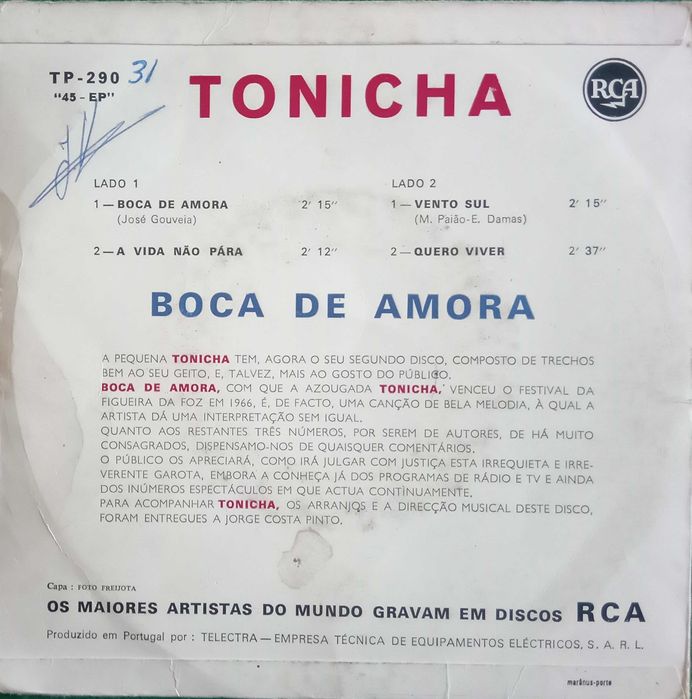 TP-290 31
TONICHA
RCA
"45-EP"
LADO 1
1—BOCA DE AMORA 2' 15''
(José Gouveia)
2—A VIDA NÃO PÁRA 2' 12''
LADO 2
1—VENTO SUL 2' 15''
(M. Paião-E. Damas)
2—QUERO VIVER 2' 37''
BOCA DE AMORA
A PEQUENA TONICHA TEM, AGORA O SEU SEGUNDO DISCO, COMPOSTO DE TRECHOS
BEM AO SEU GEITO, E, TALVEZ, MAIS AO GOSTO DO PÚBLICO.
BOCA DE AMORA, COM QUE A AZOUGADA TONICHA, VENCEU O FESTIVAL DA
FIGUEIRA DA FOZ EM 1966, É, DE FACTO, UMA CANÇÃO DE BELA MELODIA, À QUAL A
ARTISTA DÁ UMA INTERPRETAÇÃO SEM IGUAL.
QUANTO AOS RESTANTES TRÊS NÚMEROS, POR SEREM DE AUTORES, DE HÁ MUITO
CONSAGRADOS, DISPENSAMO-NOS DE QUAISQUER COMENTÁRIOS.
O PÚBLICO OS APRECIARÁ, COMO IRÁ JULGAR COM JUSTIÇA ESTA IRREQUIETA E IRRE-
VERENTE GAROTA, EMBORA A CONHEÇA JÁ DOS PROGRAMAS DE RÁDIO E TV E AINDA
DOS INÚMEROS ESPECTÁCULOS EM QUE ACTUA CONTÌNUAMENTE.
PARA ACOMPANHAR TONICHA, OS ARRANJOS E A DIRECÇÃO MUSICAL DESTE DISCO,
FORAM ENTREGUES A JORGE COSTA PINTO.
Capa : FOTO FREIJOTA
OS MAIORES ARTISTAS DO MUNDO GRAVAM EM DISCOS RCA
Produzido em Portugal por : TELECTRA — EMPRESA TÉCNICA DE EQUIPAMENTOS ELÉCTRICOS, S. A. R. L.
marânus-porto